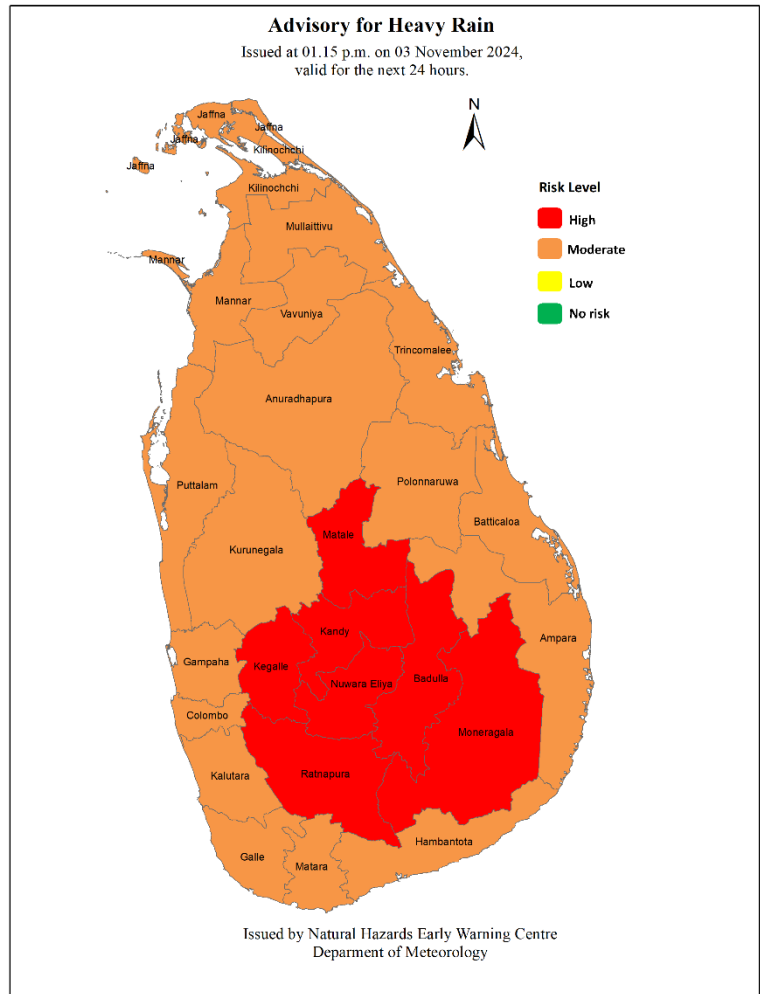 Advisory for Heavy Rain
Issued at 01.15 p.m. on 03 November 2024,
valid for the next 24 hours.
N
Jaffna
Jaffna
Jaffna
Kilinochchi
Jaffna
Kilinochchi
Risk Level
High
Mullaittivu
Moderate
Mannar
Low
Mannar
Vavuniya
No risk
Trincomalee
Anuradhapura
Polonnaruwa
Puttalam
Batticaloa
Matale
Kurunegala
Kandy
Ampara
Gampaha
Kegalle
Nuwara Eliya
Badulla
Colombo
Moneragala
Kalutara
Ratnapura
Hambantota
Galle
Matara
Issued by Natural Hazards Early Warning Centre
Deparment of Meteorology